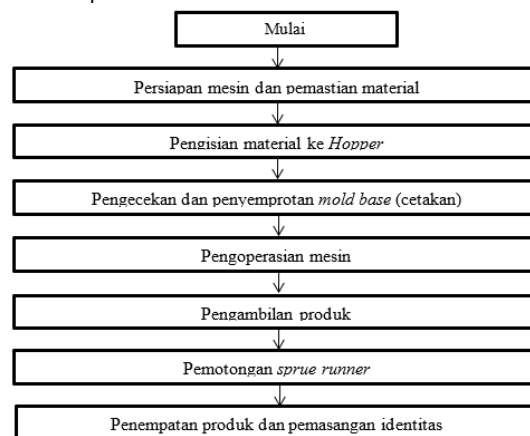 Mulai
Persiapan mesin dan pemastian material
Pengisian material ke Hopper
Pengecekan dan penyemprotan mold base (cetakan)
Pengoperasian mesin
Pengambilan produk
Pemotongan sprue runner
Penempatan produk dan pemasangan identitas